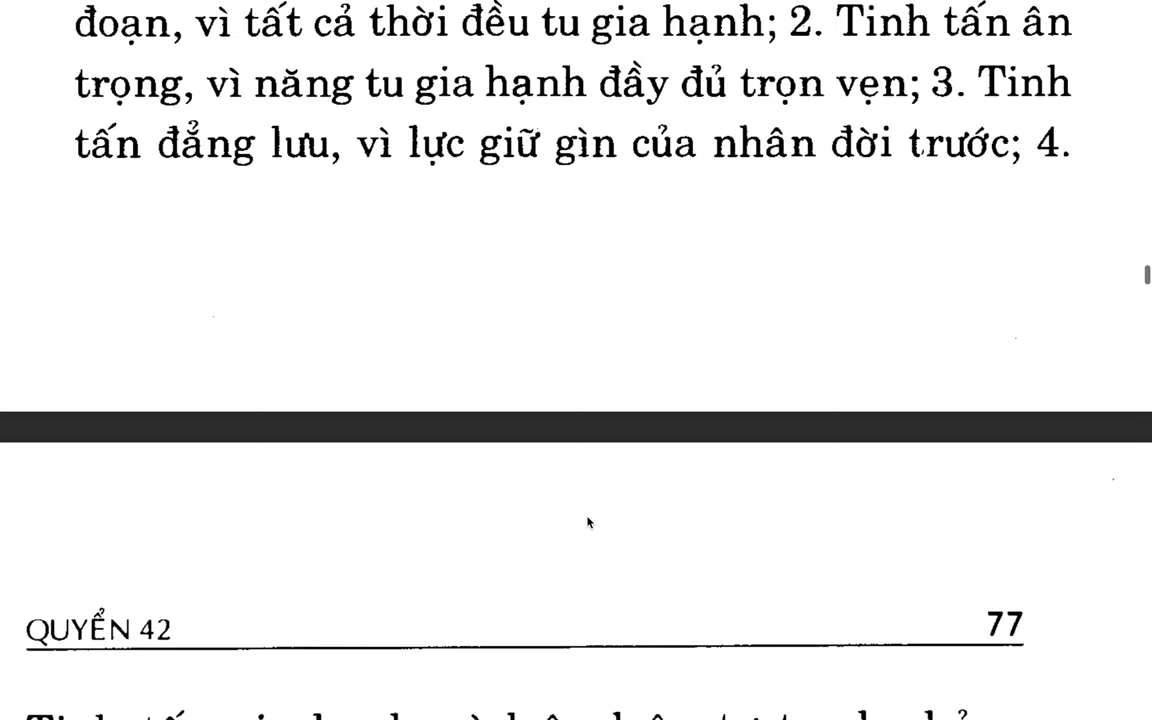 đoạn, vì tất cả thời đều tu gia hạnh; 2. Tinh tấn ân
trọng, vì năng tu gia hạnh đầy đủ trọn vẹn; 3. Tinh
tấn đẳng lưu, vì lực giữ gìn của nhân đời trước; 4.
QUYỂN 42 77